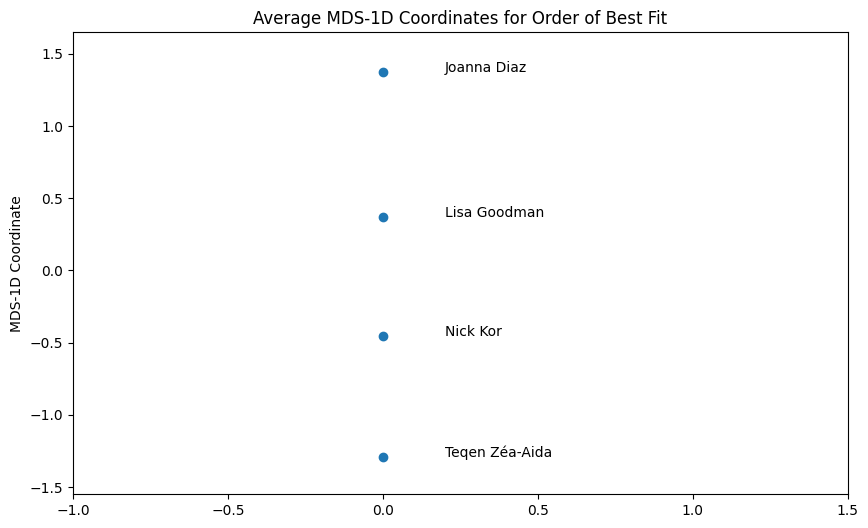 Average MDS-1D Coordinates for Order of Best Fit
MDS-1D Coordinate
1.5
1.0
0.5
0.0
−0.5
−1.0
−1.5
Joanna Diaz
Lisa Goodman
Nick Kor
Teqen Zéa-Aida
−1.0
−0.5
0.0
0.5
1.0
1.5